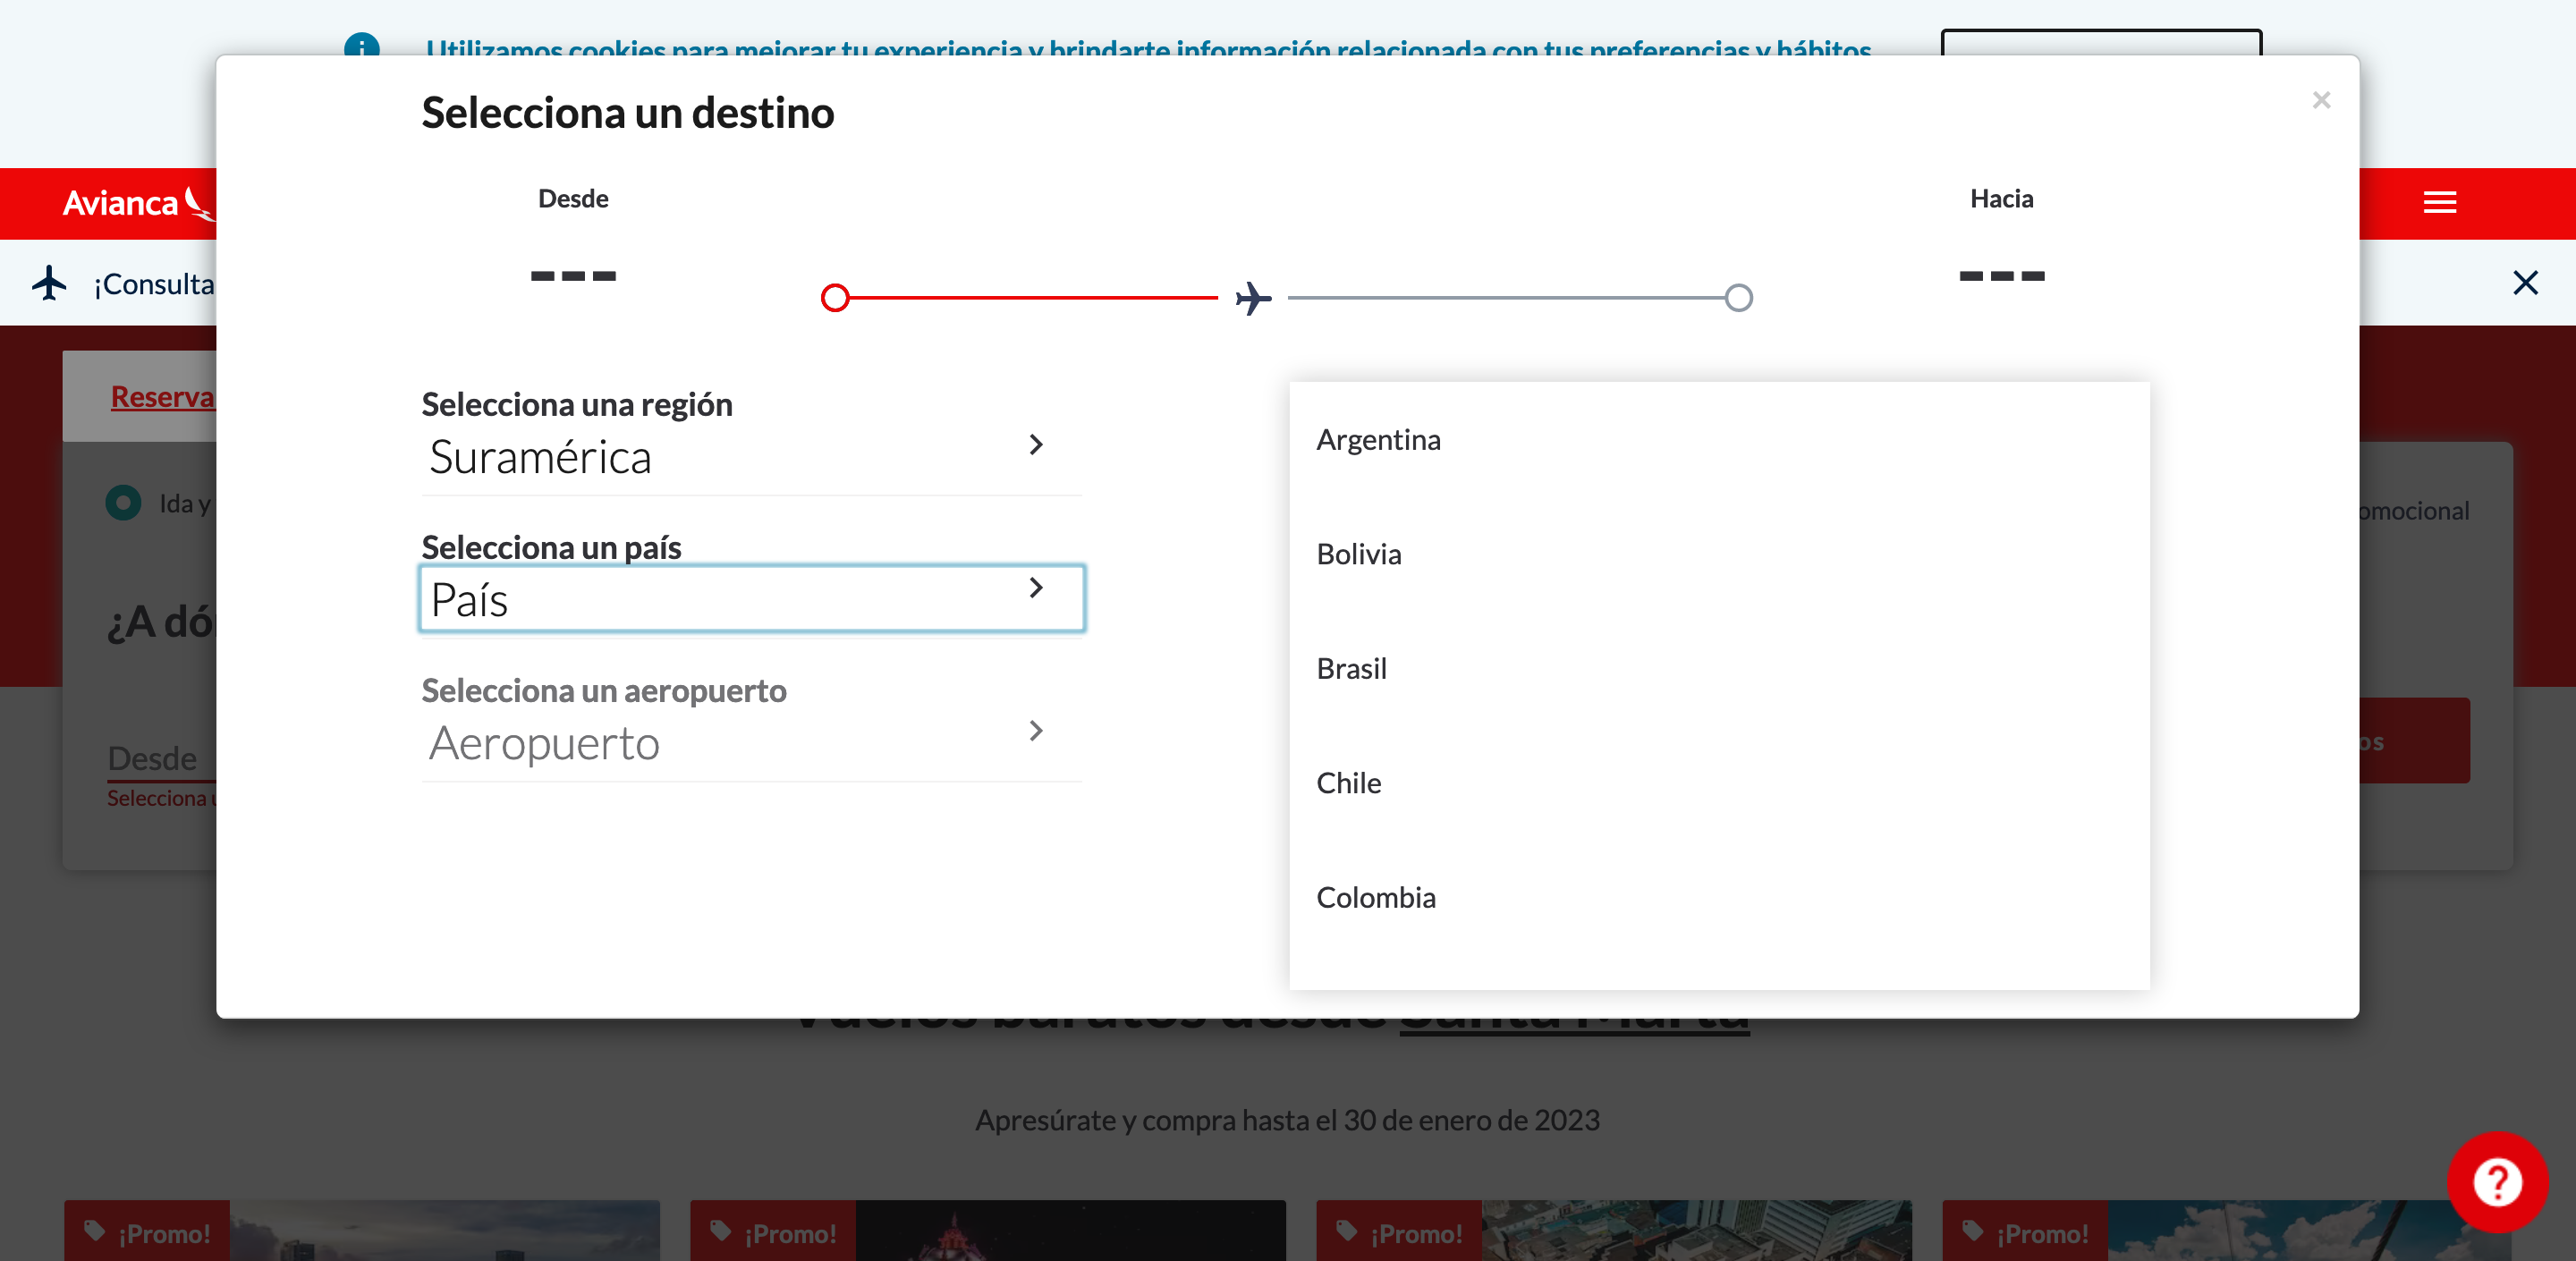 Utilizamos cookies para mejorar tu experiencia y brindarte información relacionada con tus preferencias y hábitos
Selecciona un destino
×
Desde
Hacia
Avianca
---
---
¡Consulta
Reserva
Selecciona una región
Suramérica
Argentina
Ida y
Selecciona un país
País
Bolivia
¿A
Brasil
Selecciona un aeropuerto
Aeropuerto
Chile
Desde
Selecciona
Colombia
Vuelos baratos desde Santa Marta
Apresúrate y compra hasta el 30 de enero de 2023
¡Promo!
¡Promo!
¡Promo!
¡Promo!
?